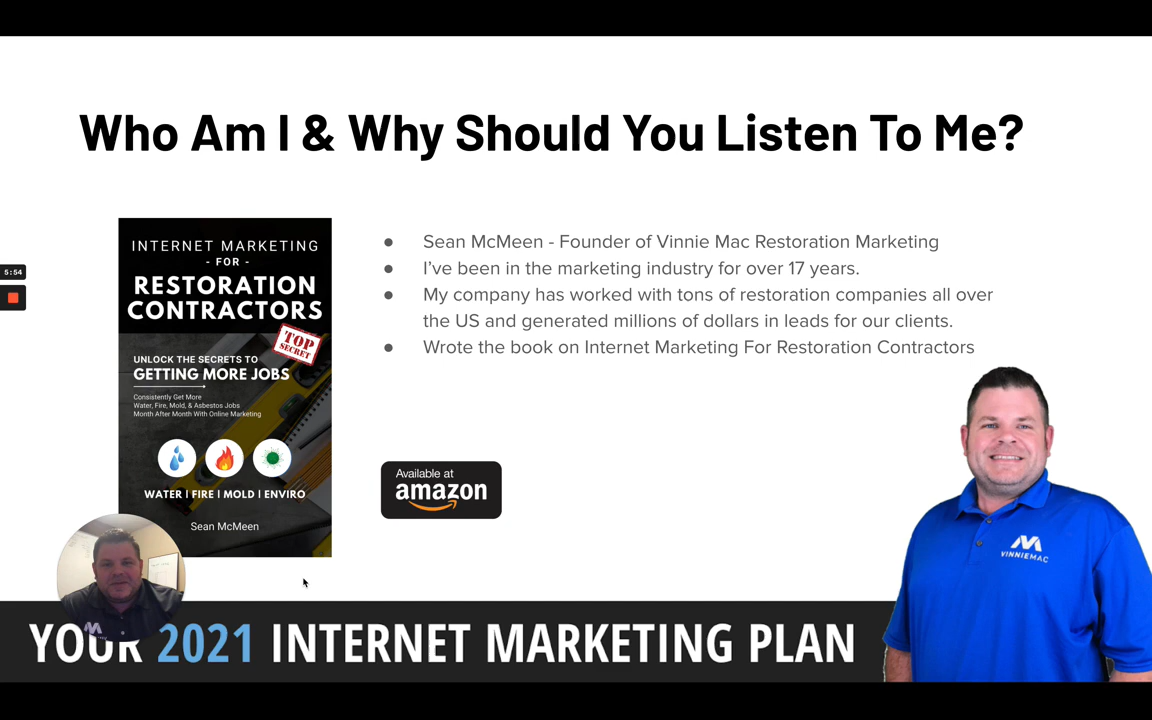 Who Am I & Why Should You Listen To Me?
INTERNET MARKETING
- FOR -
RESTORATION
CONTRACTORS
TOP
SECRET
UNLOCK THE SECRETS TO
GETTING MORE JOBS
Consistently Get More
Water, Fire, Mold, & Asbestos Jobs
Month After Month With Online Marketing
WATER | FIRE | MOLD | ENVIRO
Sean McMeen
● Sean McMeen - Founder of Vinnie Mac Restoration Marketing
● I've been in the marketing industry for over 17 years.
● My company has worked with tons of restoration companies all over
the US and generated millions of dollars in leads for our clients.
● Wrote the book on Internet Marketing For Restoration Contractors
5:54
Available at
amazon
VINNIEMAC
YOUR 2021 INTERNET MARKETING PLAN